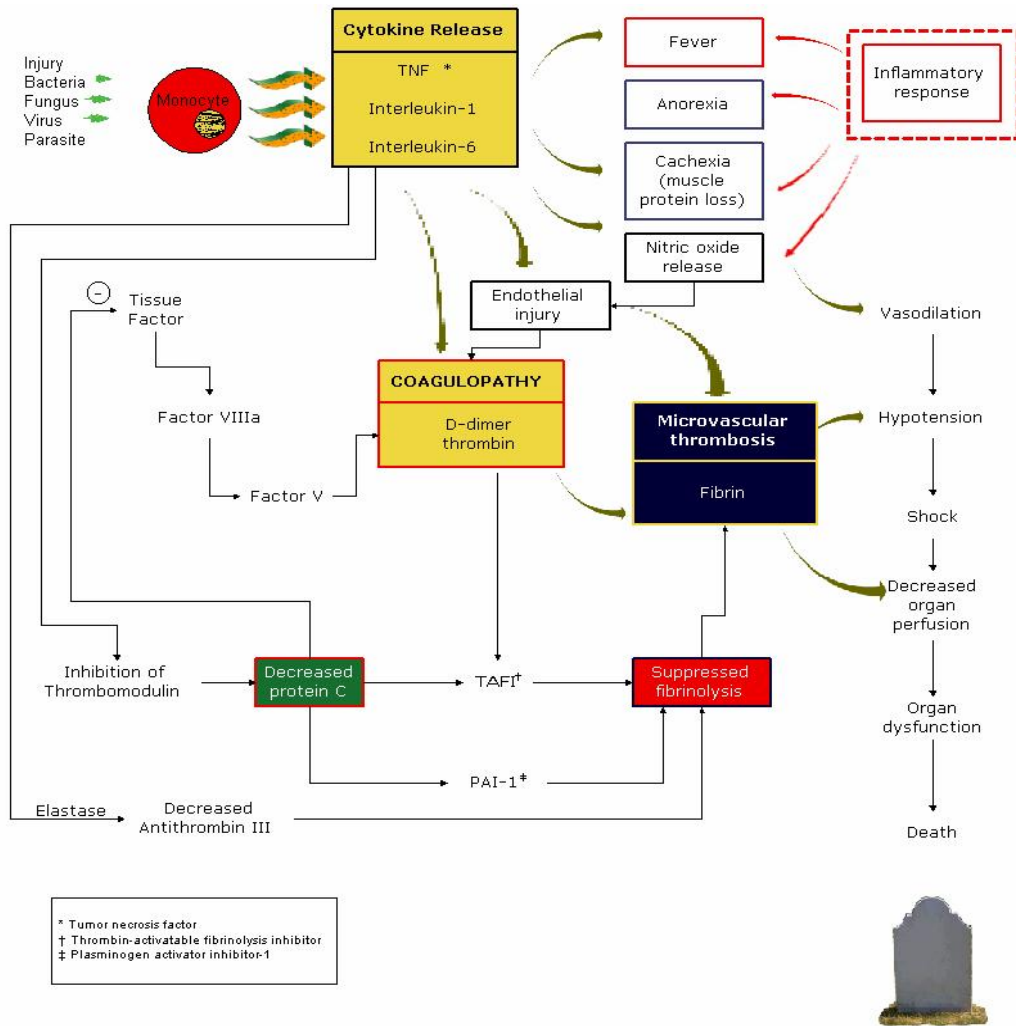 Injury
Bacteria
Fungus
Virus
Parasite
Monocyte
Cytokine Release
TNF *
Interleukin-1
Interleukin-6
Fever
Anorexia
Cachexia
(muscle
protein loss)
Nitric oxide
release
Inflammatory
response
Endothelial
injury
Vasodilation
-
Tissue
Factor
Factor VIIIa
Factor V
COAGULOPATHY
D-dimer
thrombin
Microvascular
thrombosis
Fibrin
Hypotension
Shock
Decreased
organ
perfusion
Inhibition of
Thrombomodulin
Decreased
protein C
TAFI†
Suppressed
fibrinolysis
Organ
dysfunction
PAI-1‡
Elastase
Decreased
Antithrombin III
Death
* Tumor necrosis factor
† Thrombin-activatable fibrinolysis inhibitor
‡ Plasminogen activator inhibitor-1